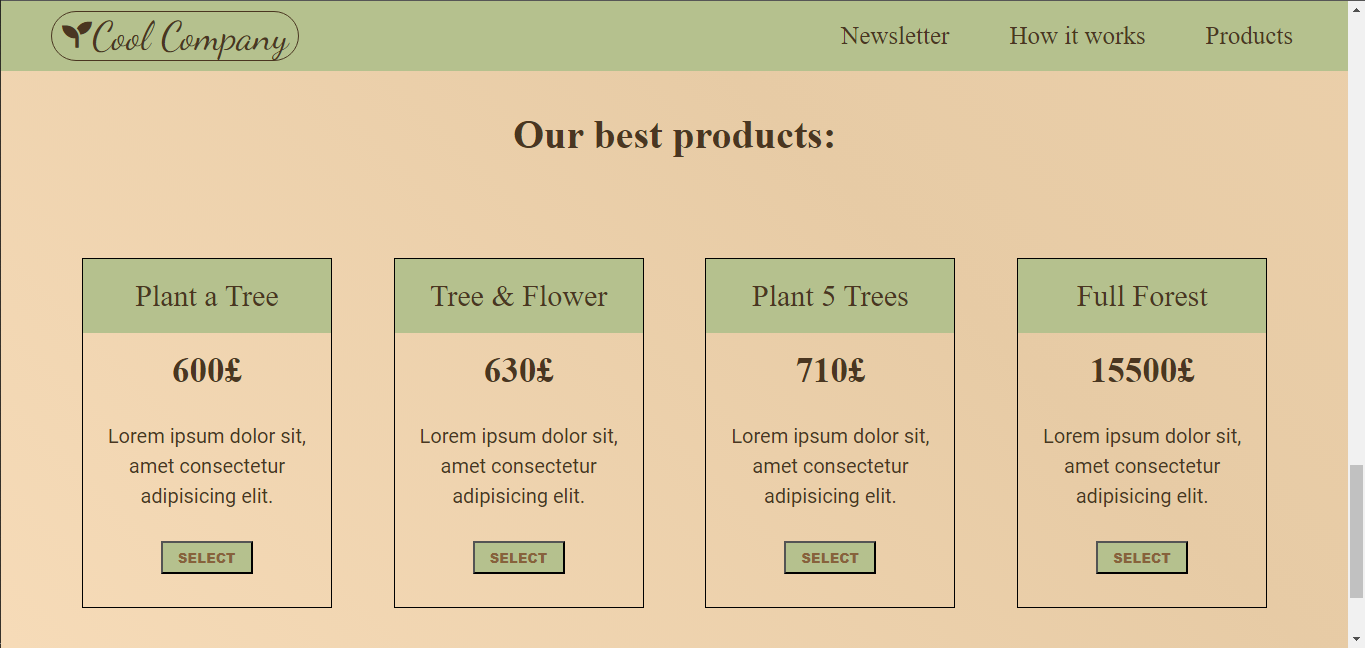 Cool Company
Newsletter
How it works
Products
Our best products:
Plant a Tree
600£
Lorem ipsum dolor sit,
amet consectetur
adipisicing elit.
SELECT
Tree & Flower
630£
Lorem ipsum dolor sit,
amet consectetur
adipisicing elit.
SELECT
Plant 5 Trees
710£
Lorem ipsum dolor sit,
amet consectetur
adipisicing elit.
SELECT
Full Forest
15500£
Lorem ipsum dolor sit,
amet consectetur
adipisicing elit.
SELECT